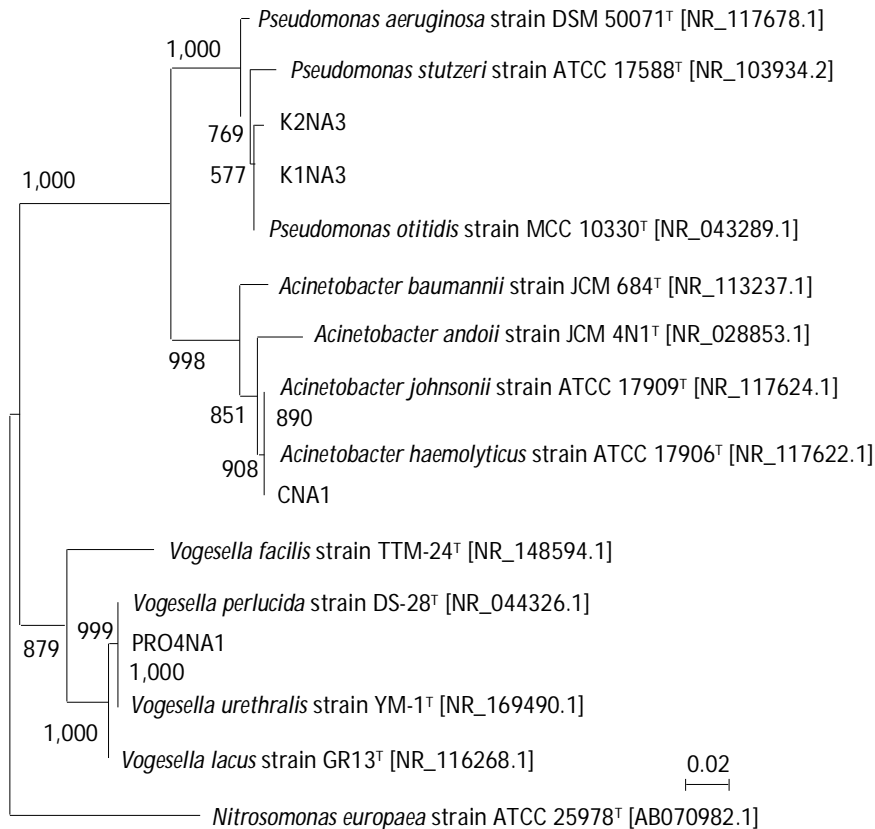 Pseudomonas aeruginosa strain DSM 50071ᵀ [NR_117678.1]
1,000
Pseudomonas stutzeri strain ATCC 17588ᵀ [NR_103934.2]
K2NA3
769
577
K1NA3
1,000
Pseudomonas otitidis strain MCC 10330ᵀ [NR_043289.1]
Acinetobacter baumannii strain JCM 684ᵀ [NR_113237.1]
Acinetobacter andoii strain JCM 4N1ᵀ [NR_028853.1]
998
Acinetobacter johnsonii strain ATCC 17909ᵀ [NR_117624.1]
851
890
Acinetobacter haemolyticus strain ATCC 17906ᵀ [NR_117622.1]
908
CNA1
Vogesella facilis strain TTM-24ᵀ [NR_148594.1]
Vogesella perlucida strain DS-28ᵀ [NR_044326.1]
999
879
PRO4NA1
1,000
Vogesella urethralis strain YM-1ᵀ [NR_169490.1]
1,000
Vogesella lacus strain GR13ᵀ [NR_116268.1]
0.02
Nitrosomonas europaea strain ATCC 25978ᵀ [AB070982.1]